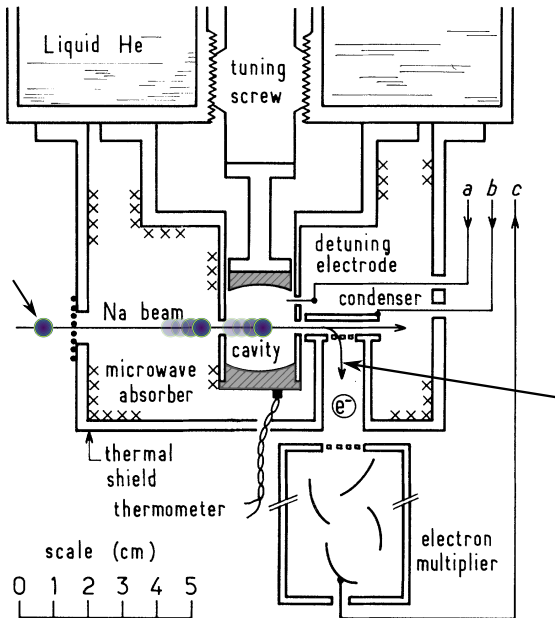 Liquid He
tuning
screw
a b c
detuning
electrode
condenser
Na beam
cavity
microwave
absorber
e-
thermal
shield
thermometer
electron
multiplier
scale (cm)
0 1 2 3 4 5